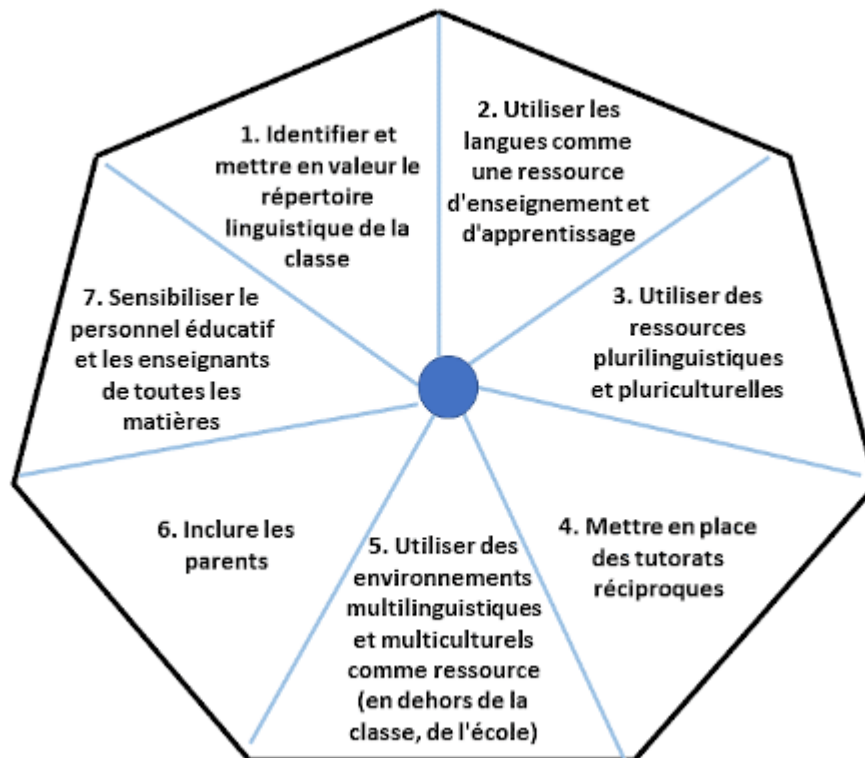 1. Identifier et
mettre en valeur le
répertoire
linguistique de la
classe
2. Utiliser les
langues comme
une ressource
d'enseignement et
d'apprentissage
3. Utiliser des
ressources
plurilinguistiques
et pluriculturelles
4. Mettre en place
des tutorats
réciproques
5. Utiliser des
environnements
multilinguistiques
et multiculturels
comme ressource
(en dehors de la
classe, de l'école)
6. Inclure les
parents
7. Sensibiliser le
personnel éducatif
et les enseignants
de toutes les
matières